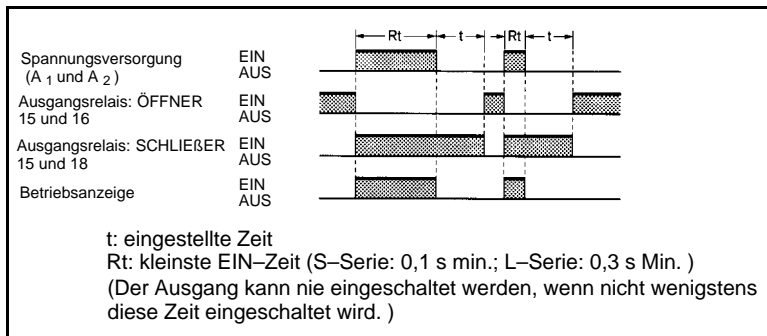 Rt t Rt t
Spannungsversorgung EIN
(A 1 und A 2 ) AUS
Ausgangsrelais: ÖFFNER EIN
15 und 16 AUS
Ausgangsrelais: SCHLIEßER EIN
15 und 18 AUS
Betriebsanzeige EIN
AUS
t: eingestellte Zeit
Rt: kleinste EIN–Zeit (S–Serie: 0,1 s min.; L–Serie: 0,3 s Min. )
(Der Ausgang kann nie eingeschaltet werden, wenn nicht wenigstens
diese Zeit eingeschaltet wird. )